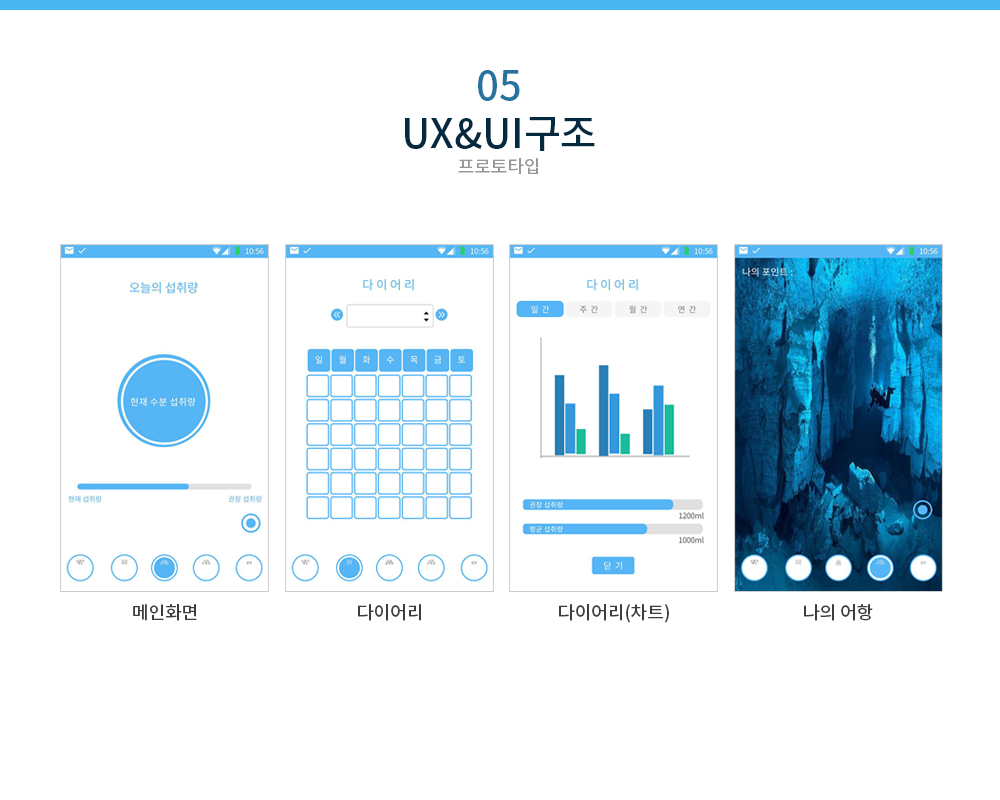 05
UX&UI구조
프로토타입
10:56
오늘의 섭취량
현재 수분 섭취량
현재 섭취량
권장 섭취량
메인화면
10:56
다이어리
일 월 화 수 목 금 토
다이어리
10:56
다이어리
일간 주간 월간 연간
권장 섭취량
1200ml
평균 섭취량
1000ml
닫기
다이어리(차트)
10:56
나의 포인트 :
나의 어항